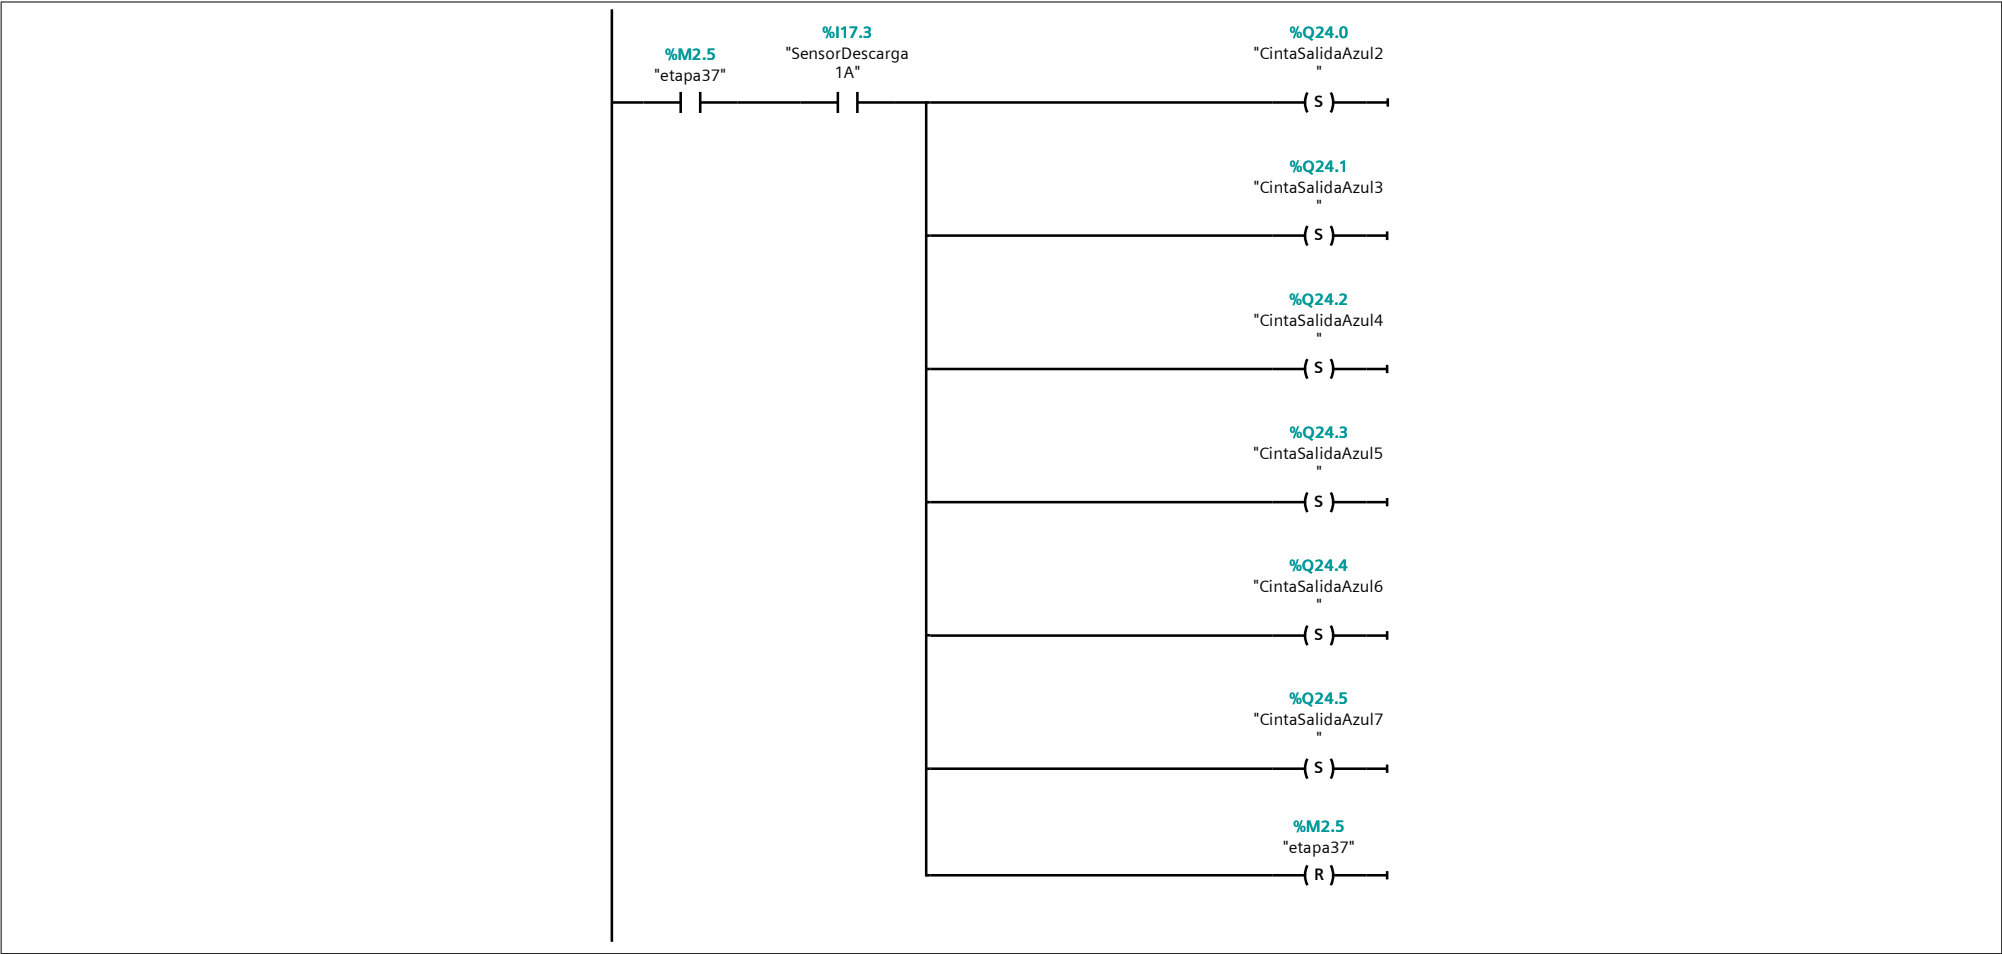 %M2.5
"etapa37"
%I17.3
"SensorDescarga
1A"
%Q24.0
"CintaSalidaAzul2
"
S
%Q24.1
"CintaSalidaAzul3
"
S
%Q24.2
"CintaSalidaAzul4
"
S
%Q24.3
"CintaSalidaAzul5
"
S
%Q24.4
"CintaSalidaAzul6
"
S
%Q24.5
"CintaSalidaAzul7
"
S
%M2.5
"etapa37"
R